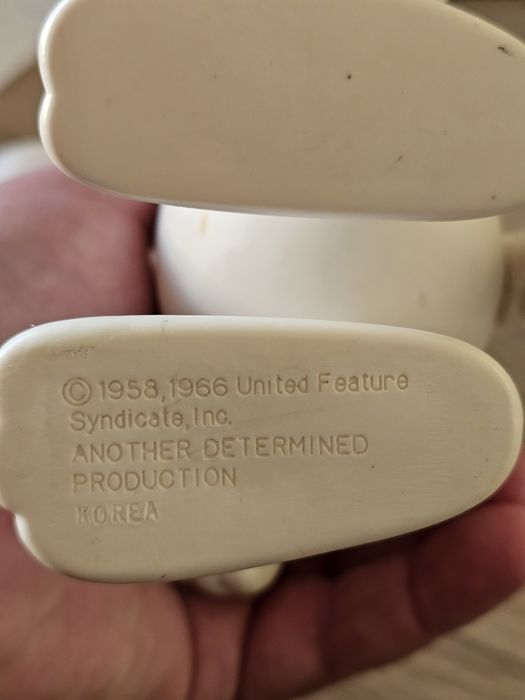 © 1958,1966 United Feature
Syndicate,Inc.
ANOTHER DETERMINED
PRODUCTION
KOREA